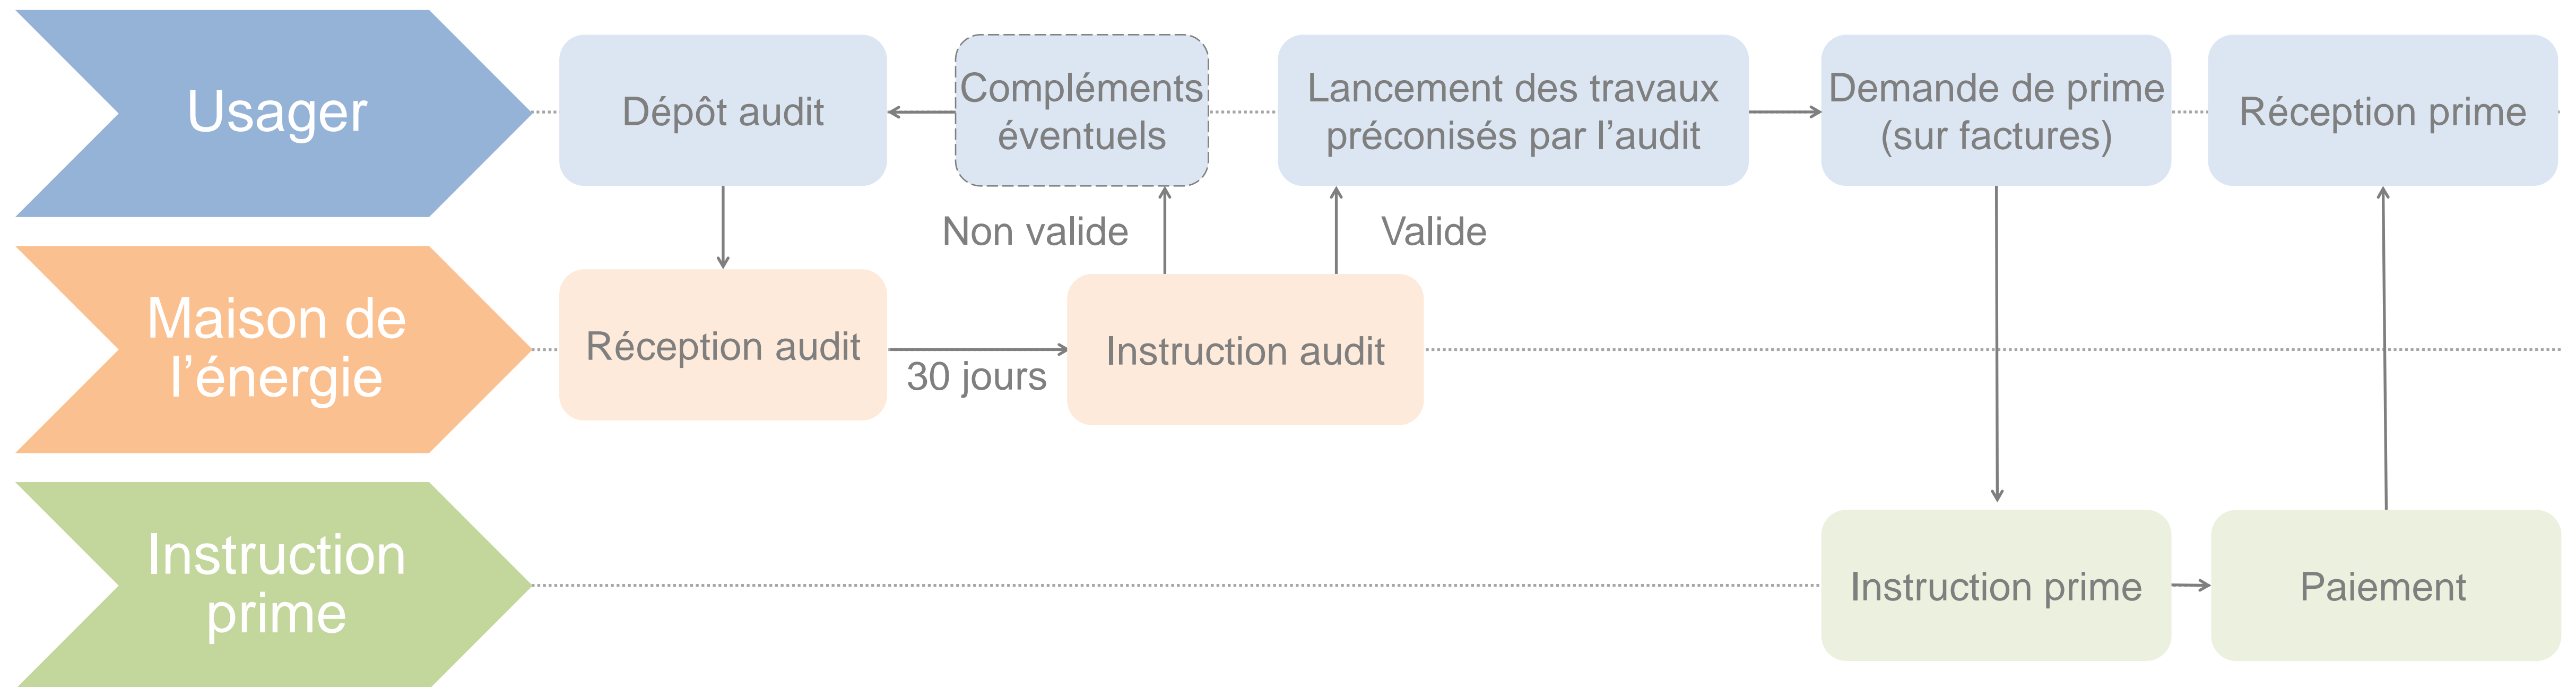 Usager
Dépôt audit
Compléments
éventuels
Lancement des travaux
préconisés par l’audit
Demande de prime
(sur factures)
Réception prime
Non valide
Valide
Maison de
l’énergie
Réception audit
30 jours
Instruction audit
Instruction
prime
Instruction prime
Paiement